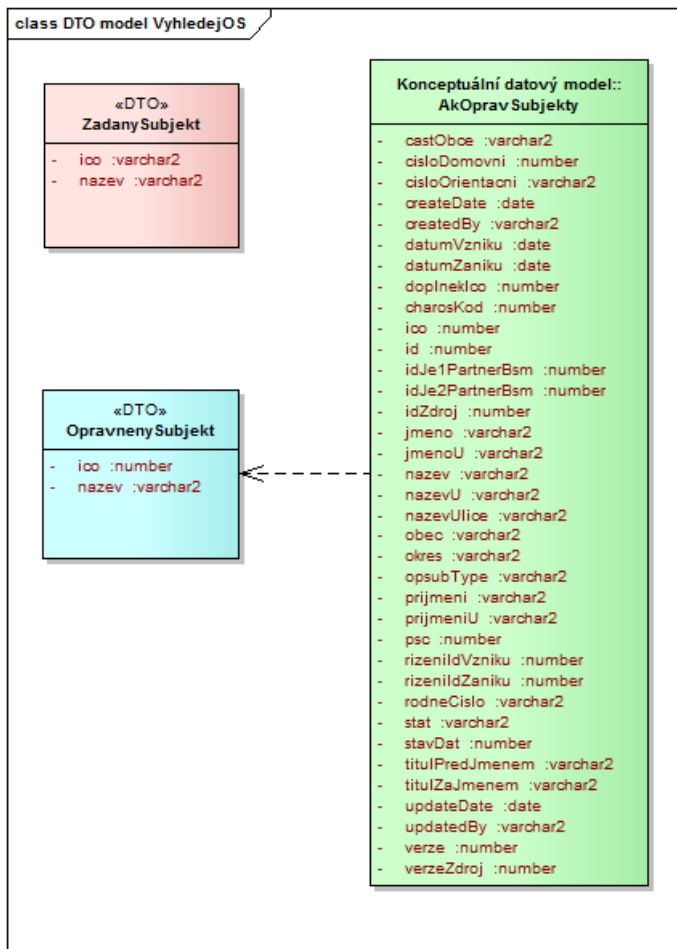 class DTO model VyhledejOS
«DTO»
ZadanySubjekt
- ico :varchar2
- nazev :varchar2
«DTO»
OpravnenySubjekt
- ico :number
- nazev :varchar2
Konceptuální datový model::
AkOpravSubjekty
- castObce :varchar2
- cisloDomovni :number
- cisloOrientacni :varchar2
- createDate :date
- createdBy :varchar2
- datumVzniku :date
- datumZaniku :date
- doplnekIco :number
- charosKod :number
- ico :number
- id :number
- idJe1PartnerBsm :number
- idJe2PartnerBsm :number
- idZdroj :number
- jmeno :varchar2
- jmenoU :varchar2
- nazev :varchar2
- nazevU :varchar2
- nazevUlice :varchar2
- obec :varchar2
- okres :varchar2
- opsubType :varchar2
- prijmeni :varchar2
- prijmeniU :varchar2
- psc :number
- rizeniIdVzniku :number
- rizeniIdZaniku :number
- rodneCislo :varchar2
- stat :varchar2
- stavDat :number
- titulPredJmenem :varchar2
- titulZaJmenem :varchar2
- updateDate :date
- updatedBy :varchar2
- verze :number
- verzeZdroj :number